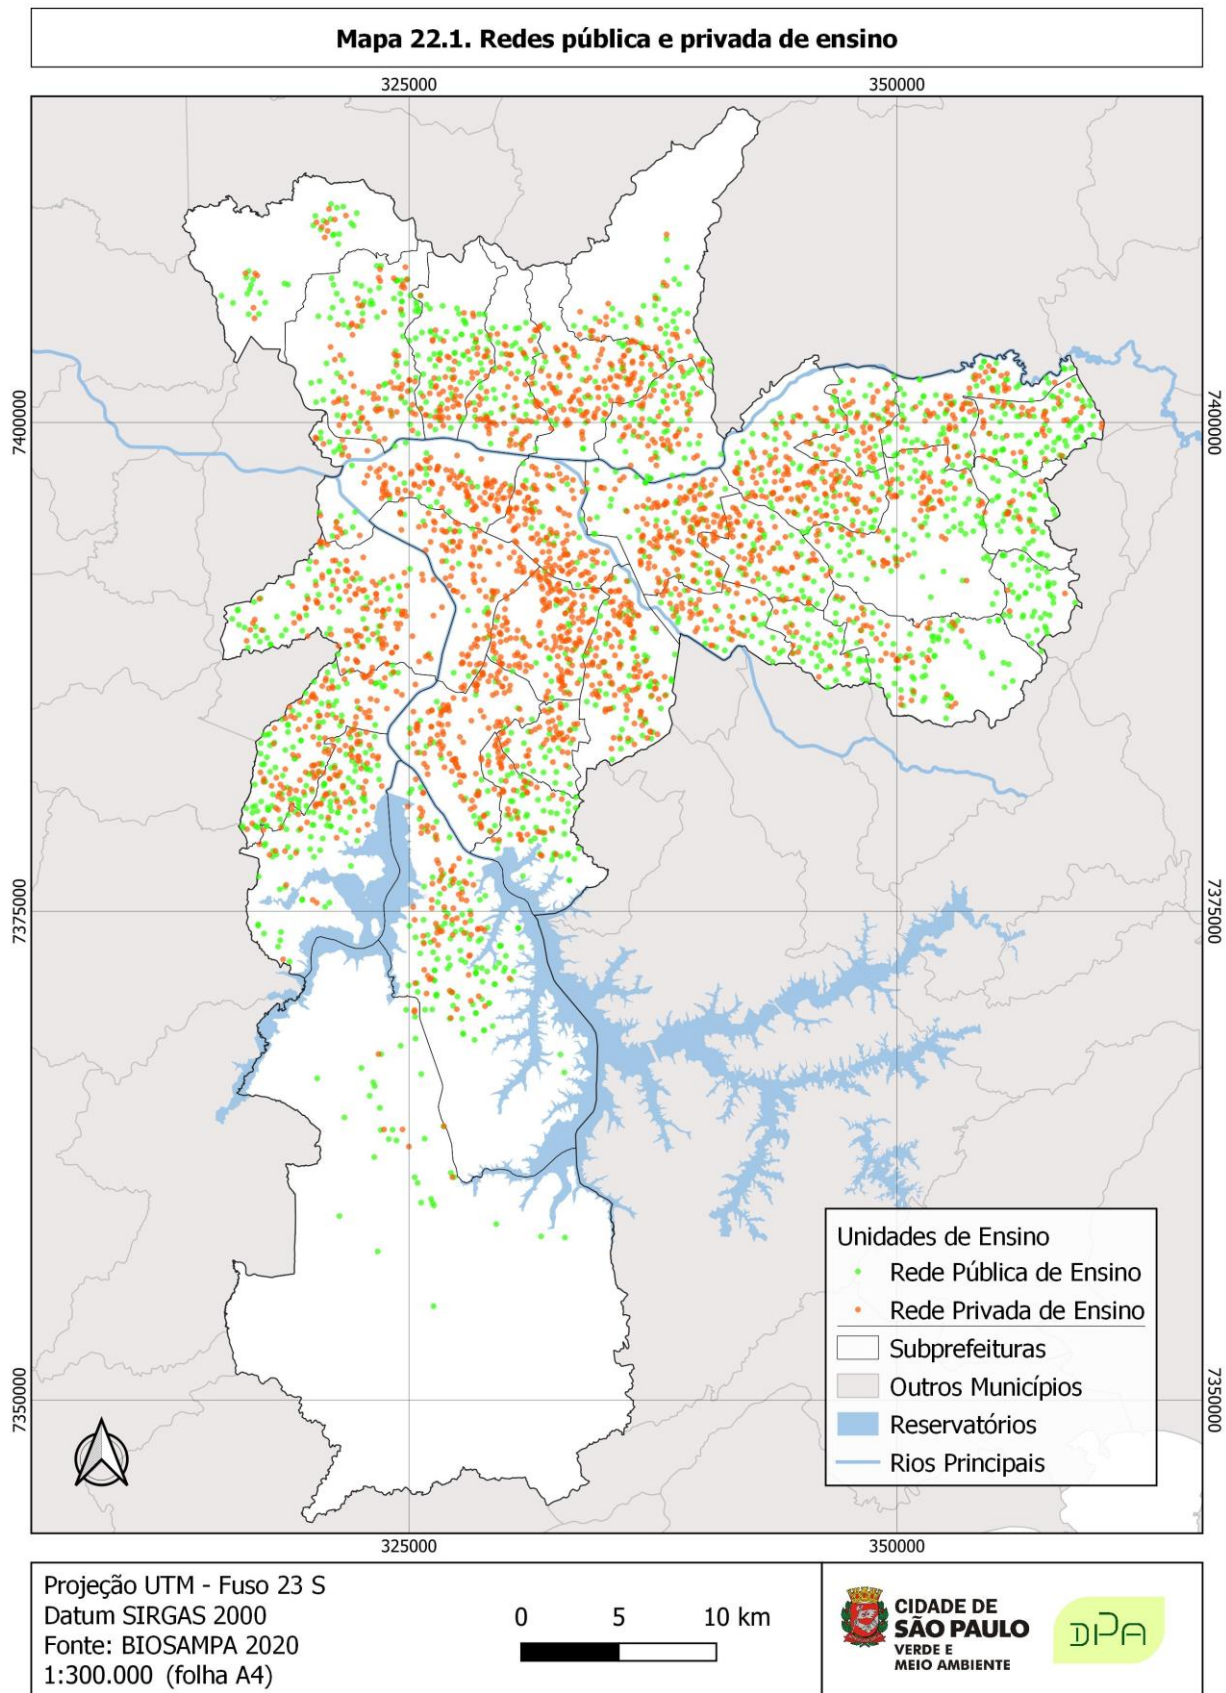 Mapa 22.1. Redes pública e privada de ensino
325000
350000
7400000
7400000
7375000
7375000
7350000
7350000
Unidades de Ensino
Rede Pública de Ensino
Rede Privada de Ensino
Subprefeituras
Outros Municípios
Reservatórios
Rios Principais
325000
350000
Projeção UTM - Fuso 23 S
Datum SIRGAS 2000
Fonte: BIOSAMPA 2020
1:300.000 (folha A4)
0 5 10 km
CIDADE DE
SÃO PAULO
VERDE E
MEIO AMBIENTE
DPA